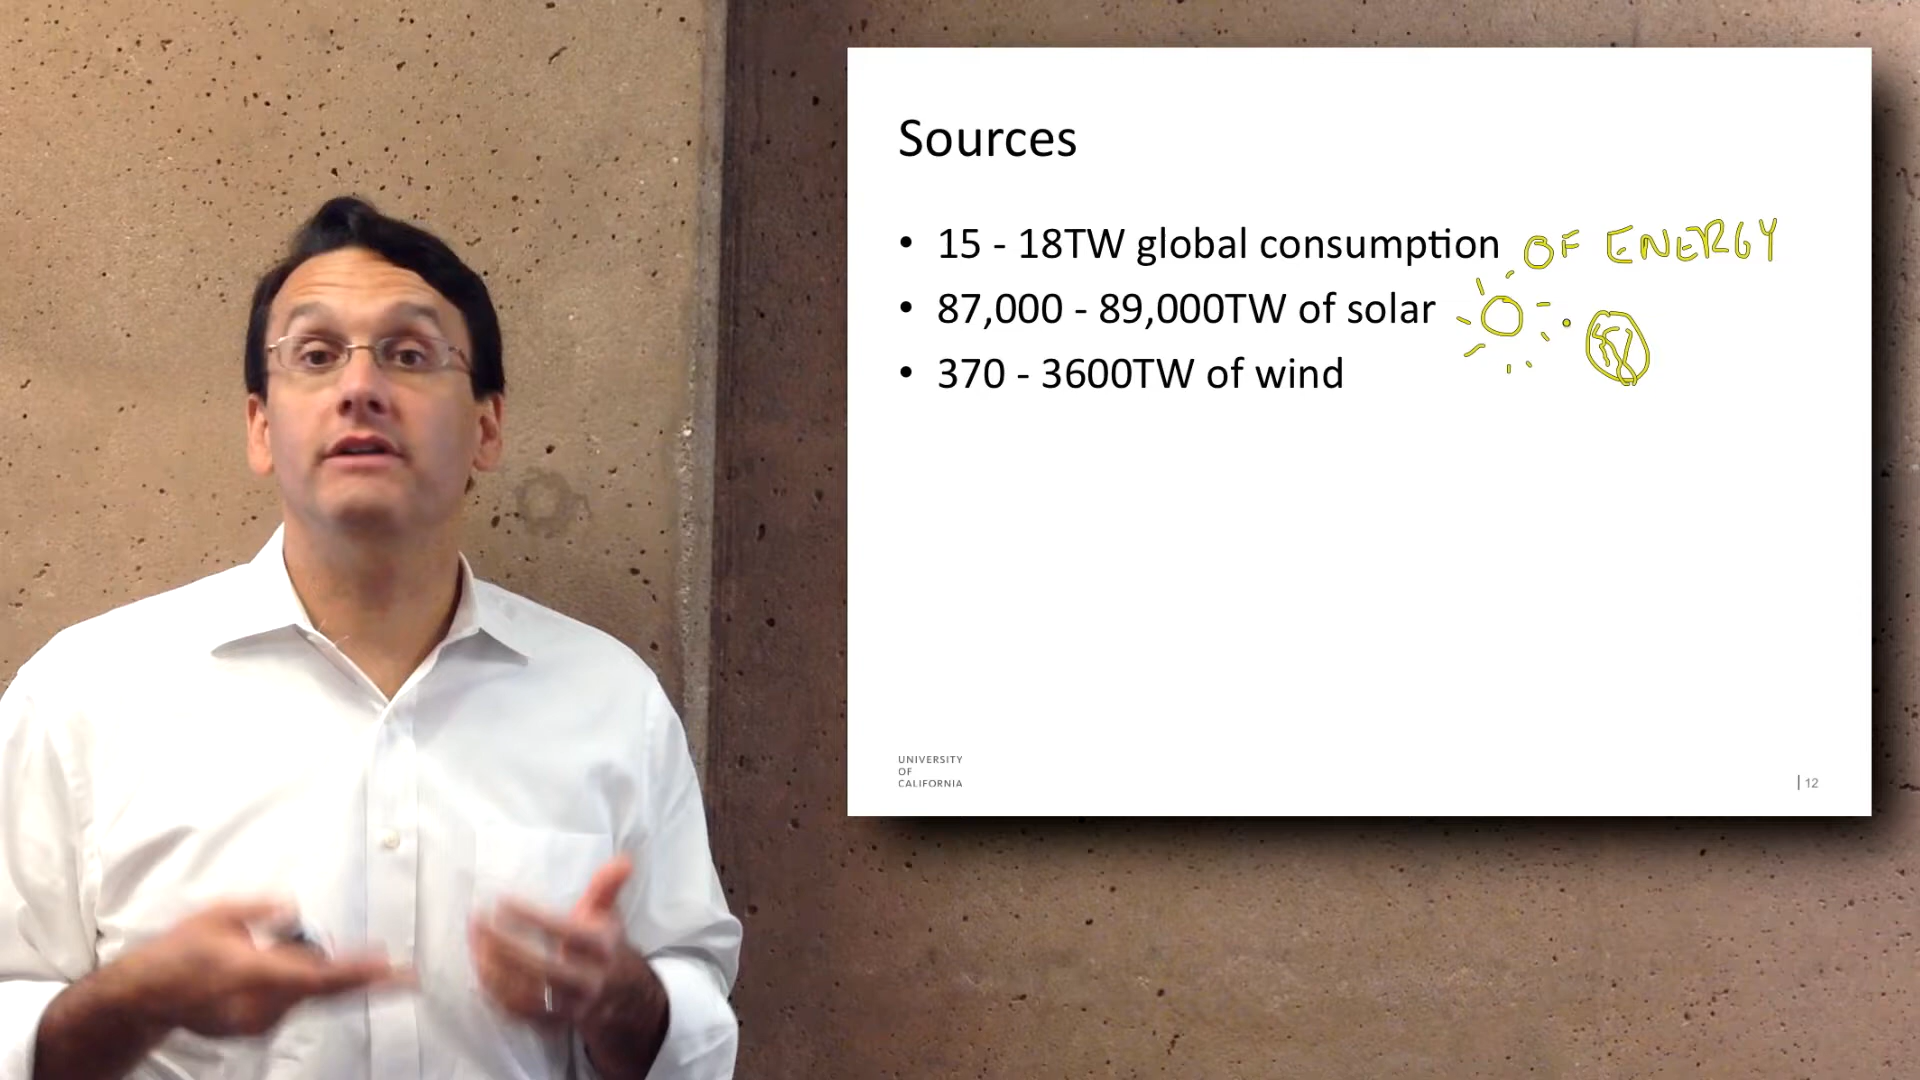 Sources
• 15 - 18TW global consumption OF ENERGY
• 87,000 - 89,000TW of solar
• 370 - 3600TW of wind
UNIVERSITY
OF
CALIFORNIA
| 12